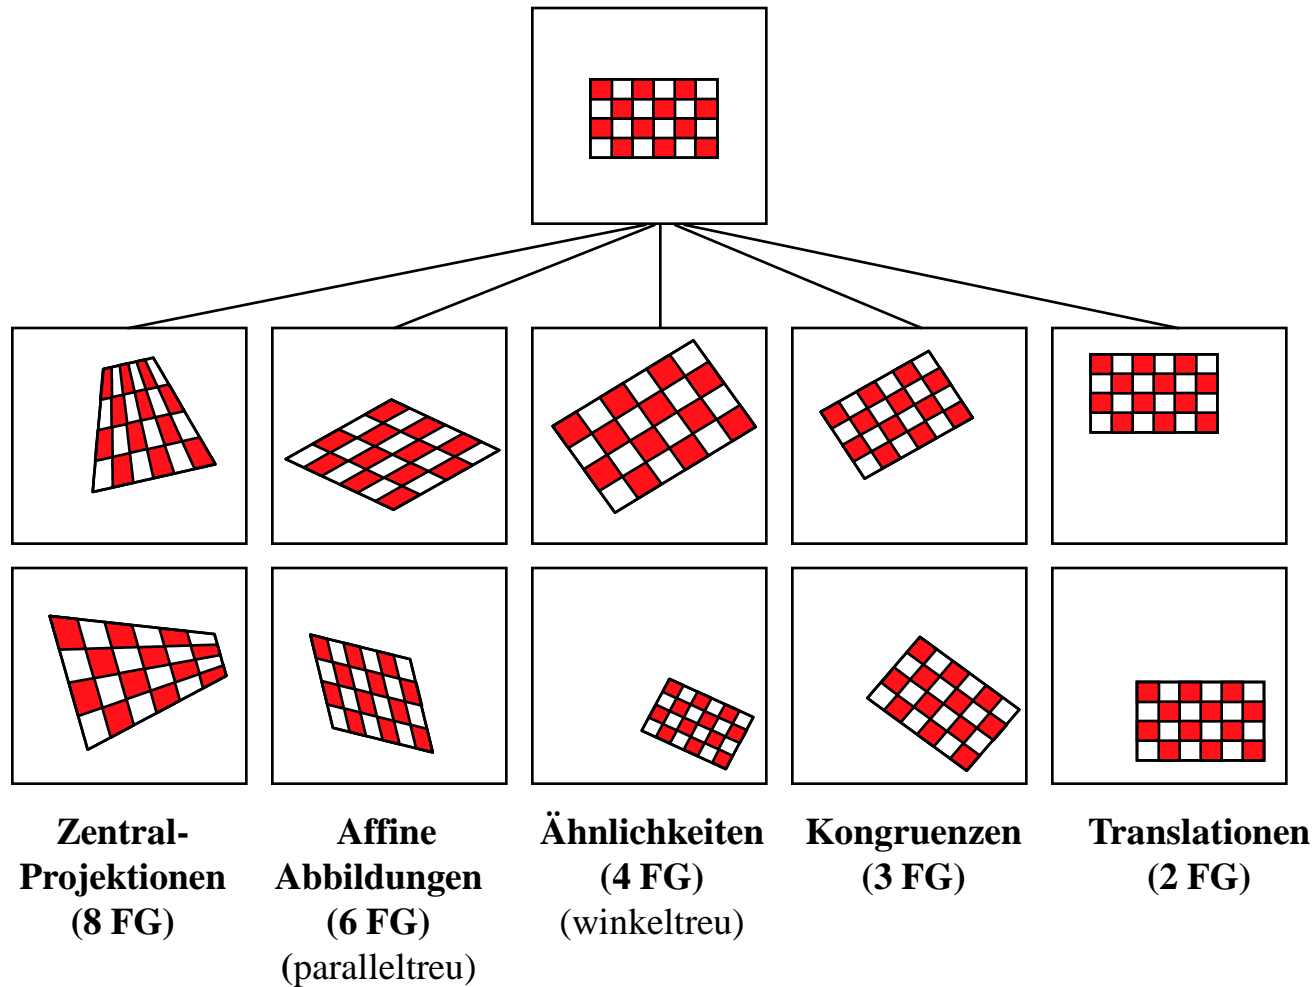 Zentral-
Projektionen
(8 FG)
Affine
Abbildungen
(6 FG)
(paralleltreu)
Ähnlichkeiten
(4 FG)
(winkeltreu)
Kongruenzen
(3 FG)
Translationen
(2 FG)